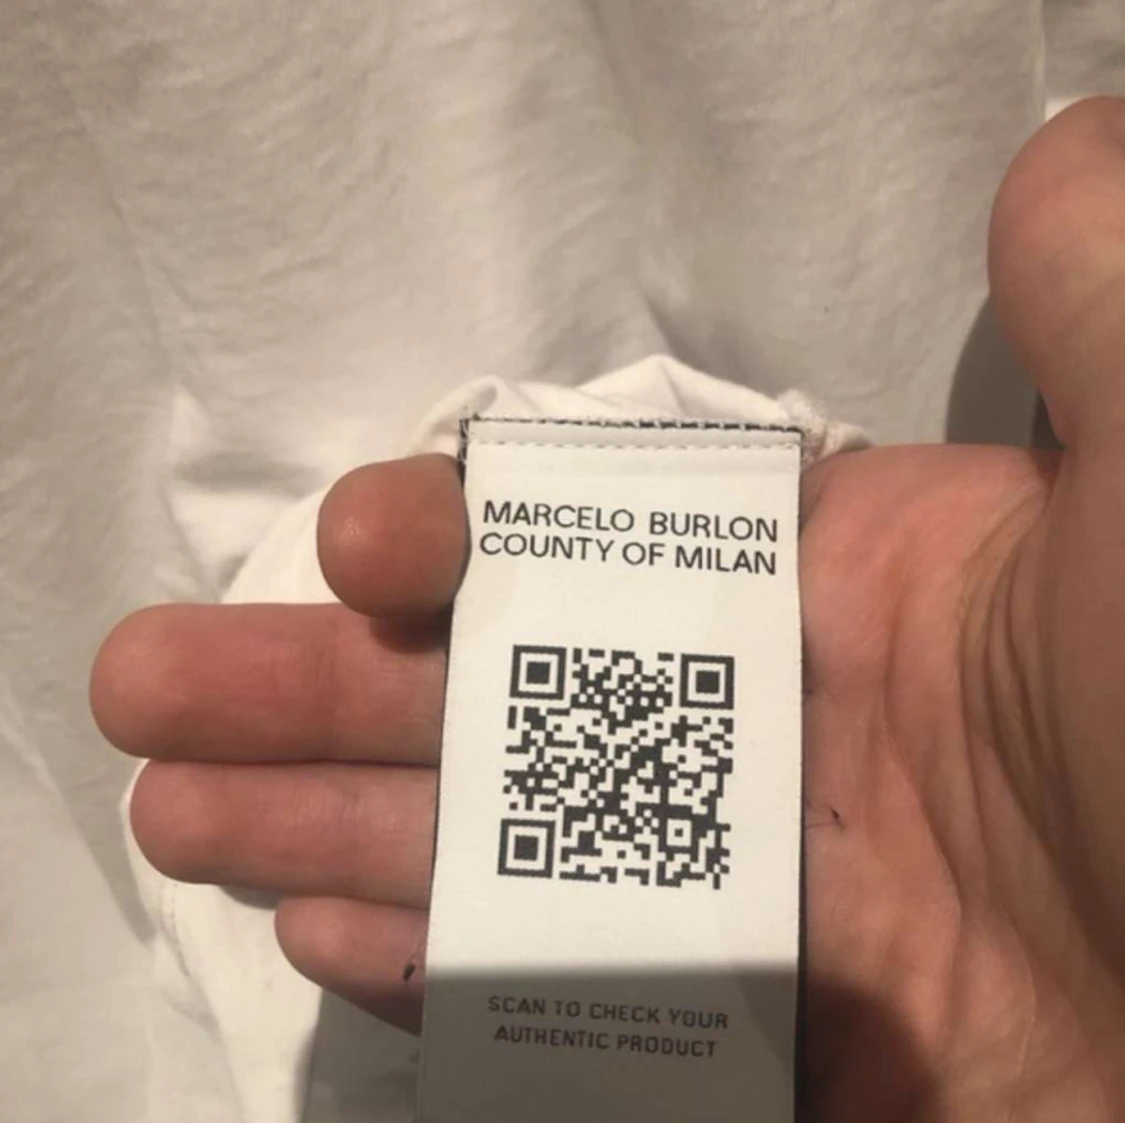 MARCELO BURLON
COUNTY OF MILAN
SCAN TO CHECK YOUR
AUTHENTIC PRODUCT